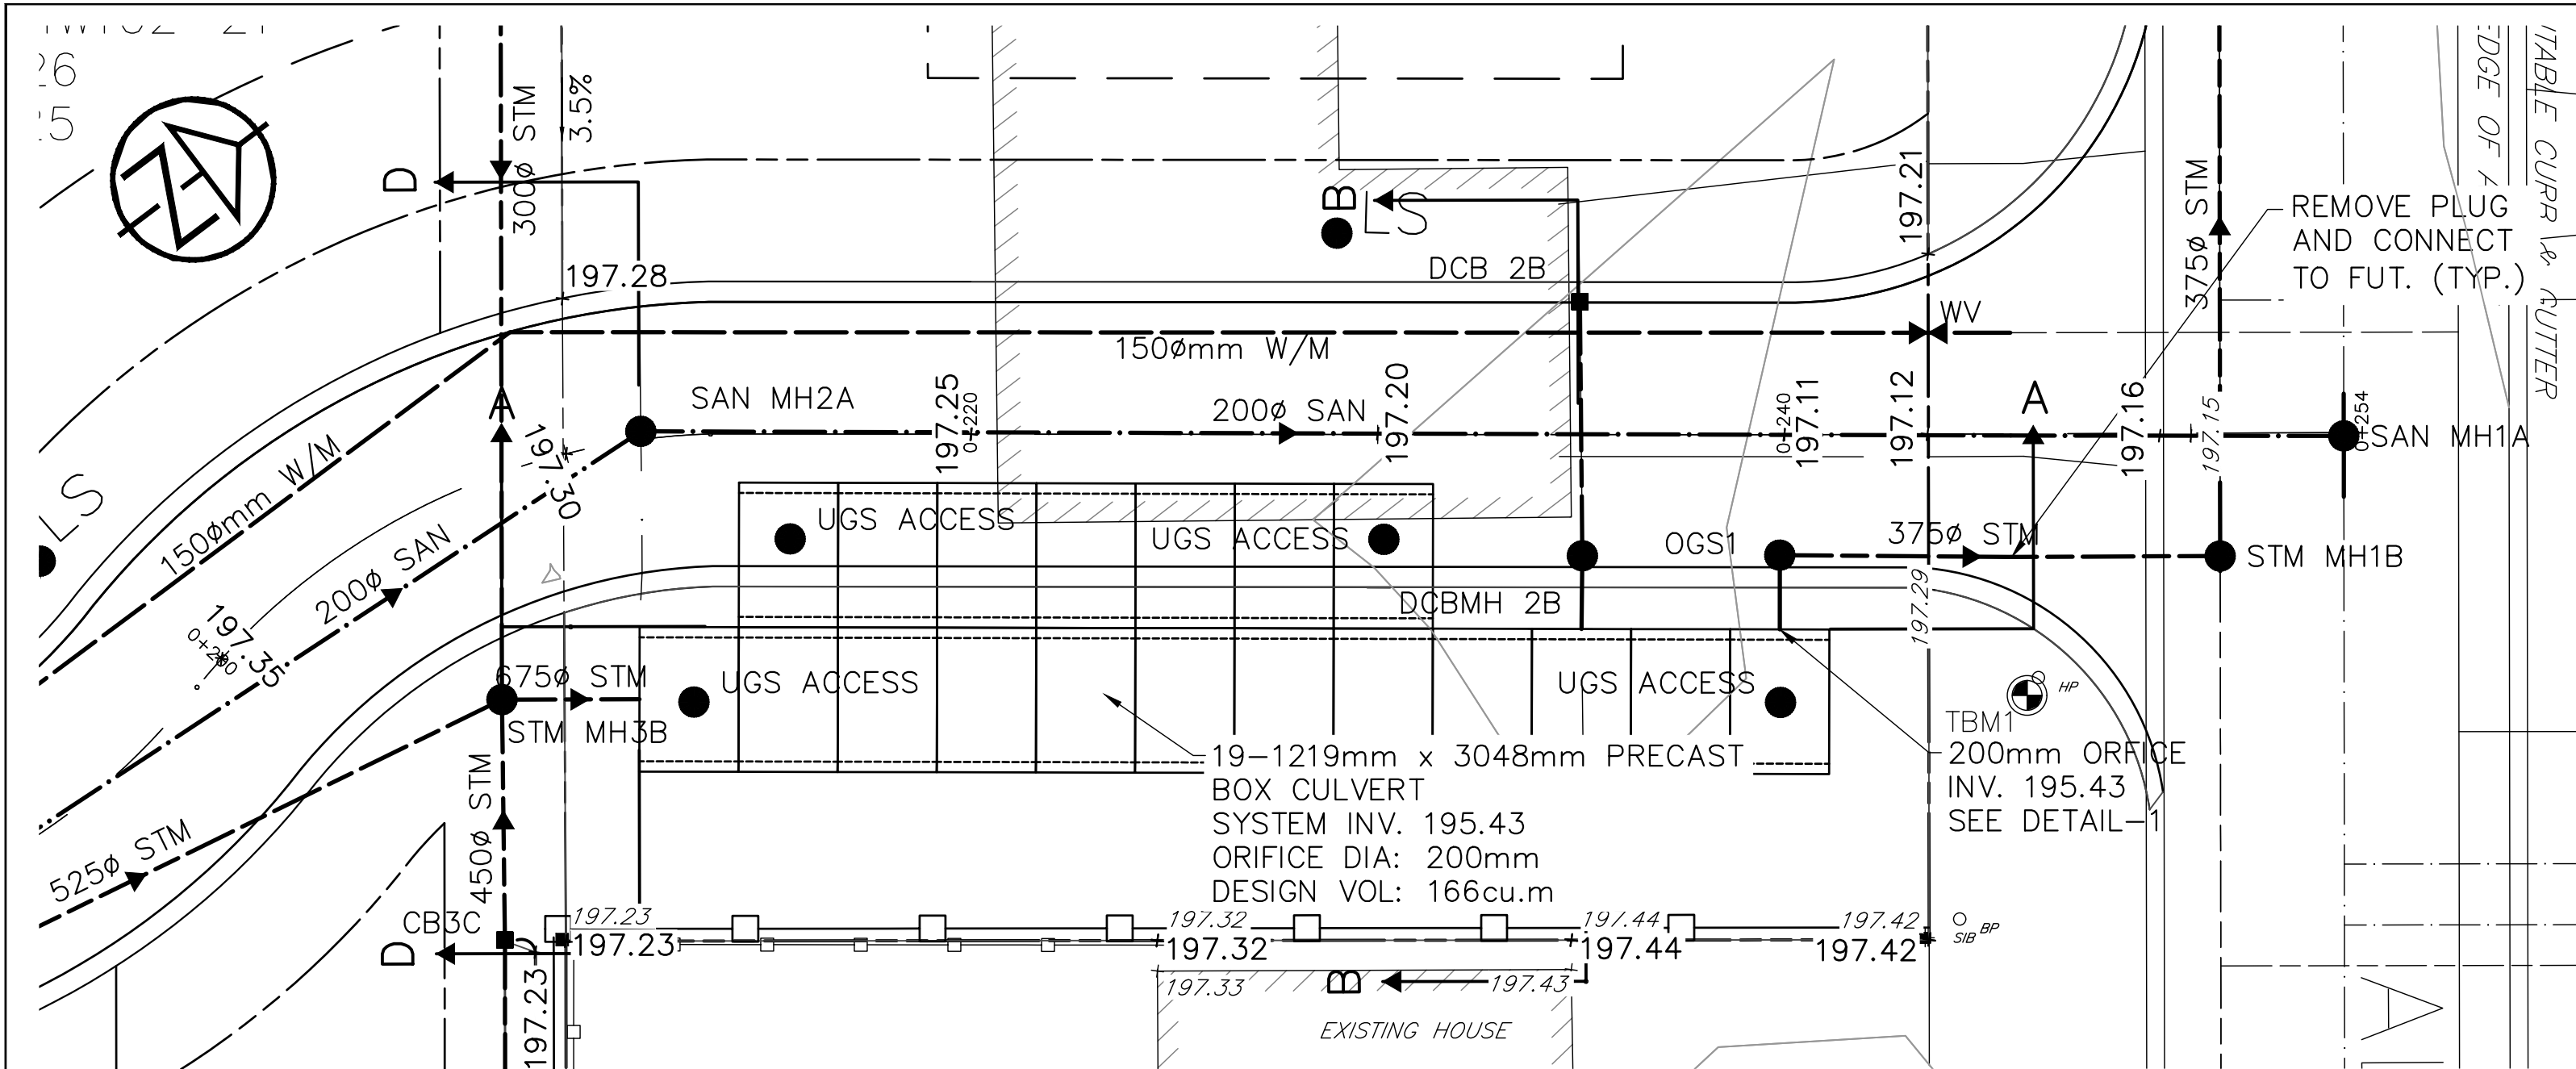 300ø STM
3.5%
D
197.28
B
LS
DCB 2B
197.21
WV
375ø STM
REMOVE PLUG
AND CONNECT
TO FUT. (TYP.)
EDGE OF A
TABLE CURR & GUTTER
150ømm W/M
A
SAN MH2A
197.25
0+220
200ø SAN
197.20
0+240
197.11
197.12
A
197.16
197.15
0+254
SAN MH1A
197.30
LS
150ømm W/M
200ø SAN
197.35
0+200
UGS ACCESS
UGS ACCESS
OGS1
375ø STM
STM MH1B
DCBMH 2B
197.29
675ø STM
UGS ACCESS
UGS ACCESS
STM MH3B
HP
TBM1
200mm ORFICE
INV. 195.43
SEE DETAIL-1
19-1219mm x 3048mm PRECAST
BOX CULVERT
SYSTEM INV. 195.43
ORIFICE DIA: 200mm
DESIGN VOL: 166cu.m
450ø STM
525ø STM
CB3C
197.23
197.32
197.44
197.42
BP
SIB
D
197.23
197.32
197.44
197.42
197.23
197.33
B
197.43
EXISTING HOUSE
A